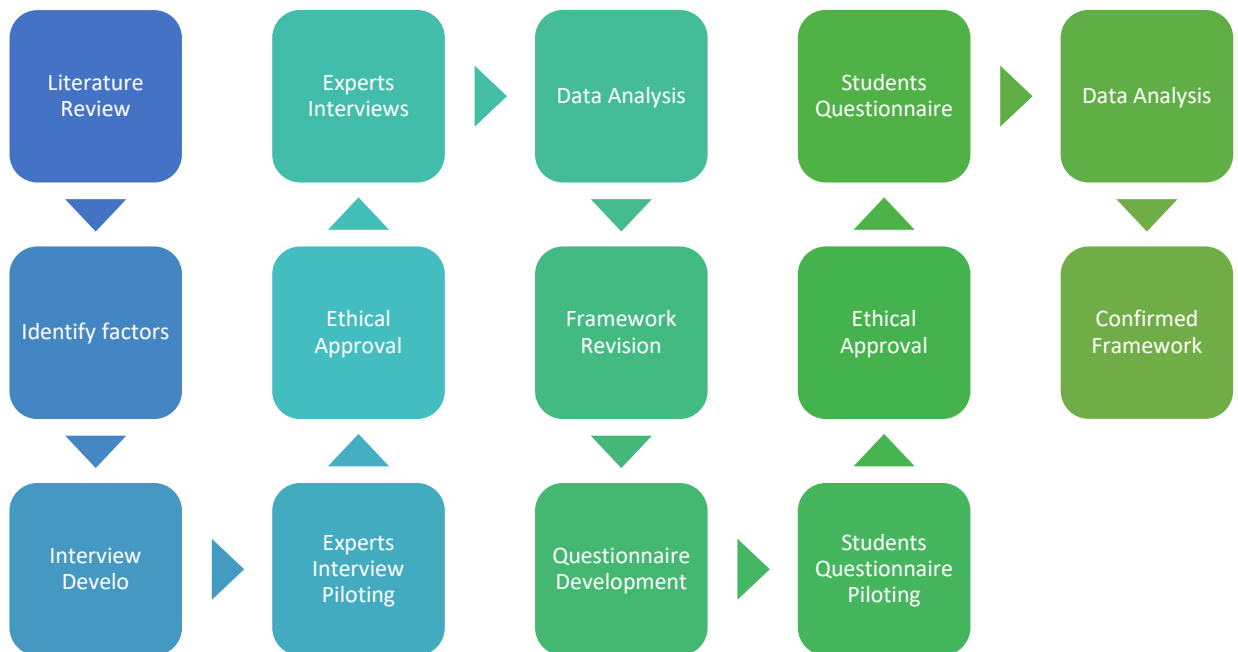 Literature
Review
Identify factors
Interview
Develo
Experts
Interview
Piloting
Ethical
Approval
Experts
Interviews
Data Analysis
Framework
Revision
Questionnaire
Development
Students
Questionnaire
Piloting
Ethical
Approval
Students
Questionnaire
Data Analysis
Confirmed
Framework